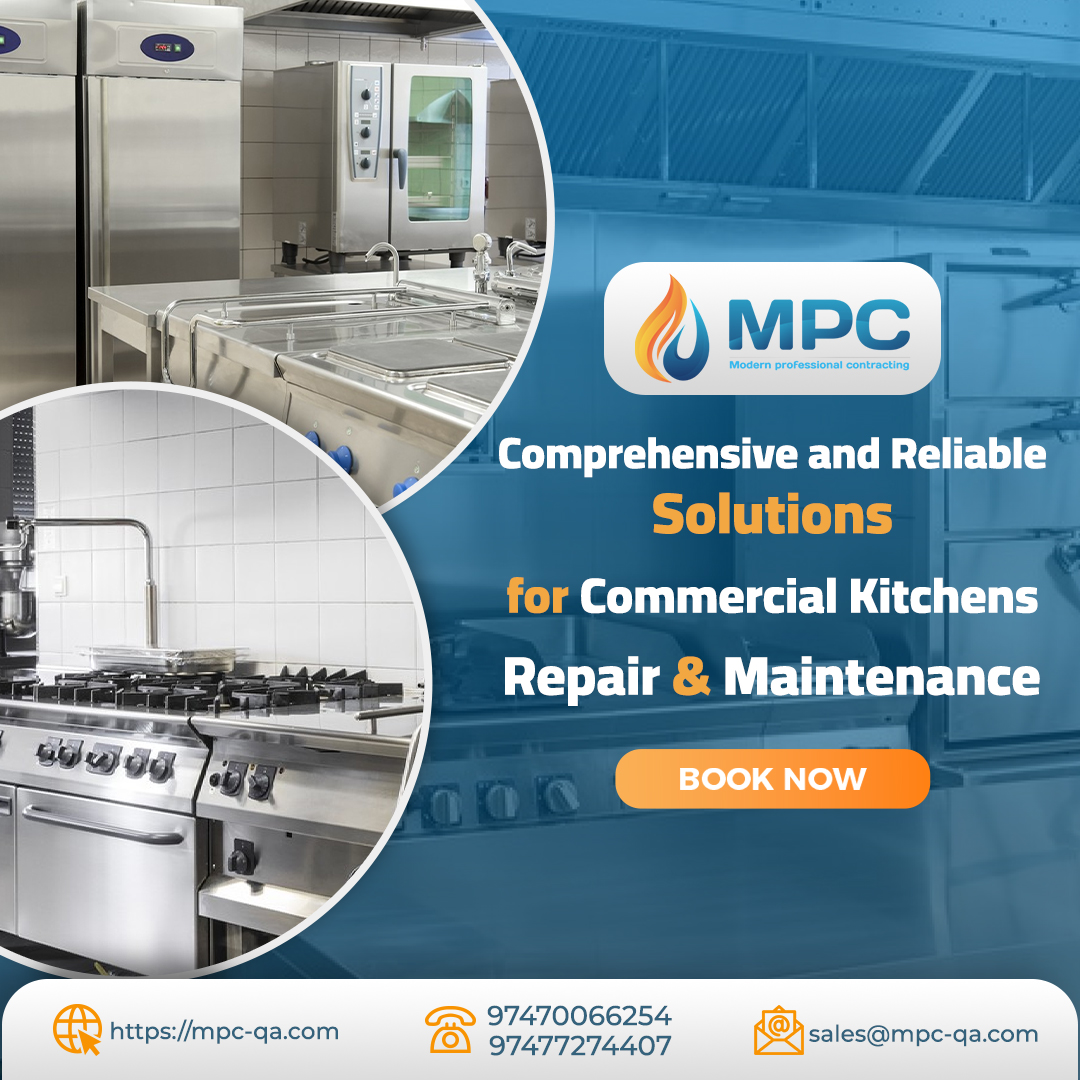 MPC
Modern professional contracting
Comprehensive and Reliable
Solutions
for Commercial Kitchens
Repair & Maintenance
BOOK NOW
https://mpc-qa.com
97470066254
97477274407
sales@mpc-qa.com